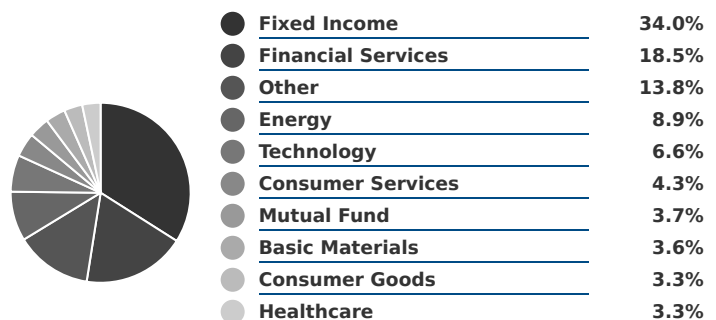 Fixed Income 34.0%
Financial Services 18.5%
Other 13.8%
Energy 8.9%
Technology 6.6%
Consumer Services 4.3%
Mutual Fund 3.7%
Basic Materials 3.6%
Consumer Goods 3.3%
Healthcare 3.3%